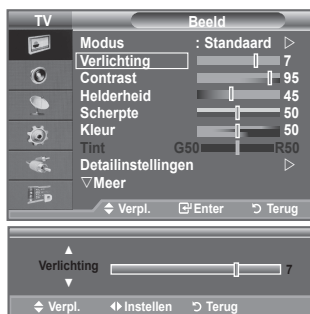 TV Beeld
Modus : Standaard
Verlichting 7
Contrast 95
Helderheid 45
Scherpte 50
Kleur 50
Tint G50 R50
Detailinstellingen
▽Meer
Verpl. Enter Terug
Verlichting 7
Verpl. Instellen Terug